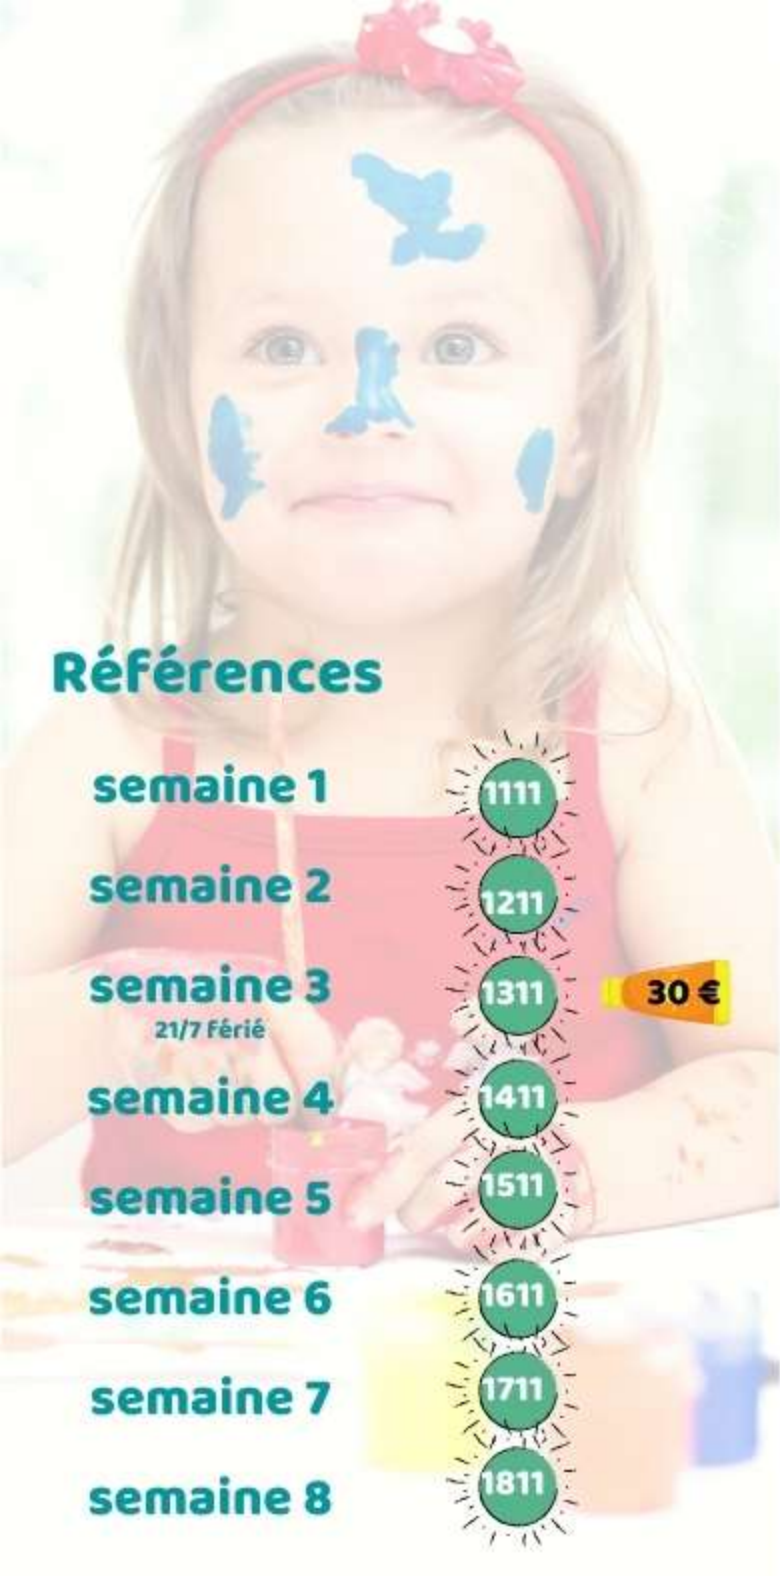 Références
semaine 1 1111
semaine 2 1211
semaine 3 1311 30 €
21/7 férié
semaine 4 1411
semaine 5 1511
semaine 6 1611
semaine 7 1711
semaine 8 1811